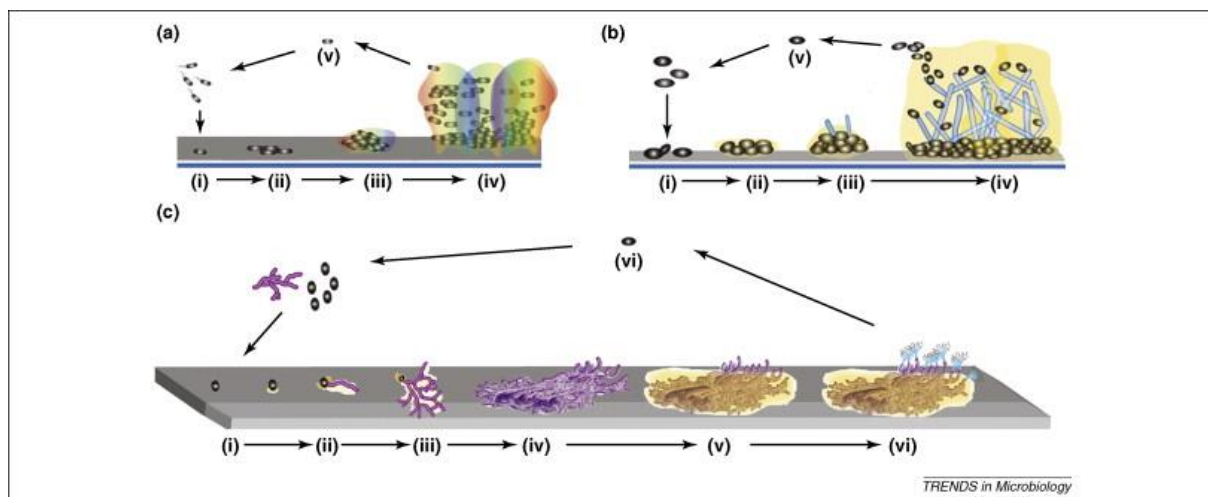 (a)
(v)
(i) (ii) (iii) (iv)
(b)
(v)
(i) (ii) (iii) (iv)
(c)
(vi)
(i) (ii) (iii) (iv) (v) (vi)
TRENDS in Microbiology